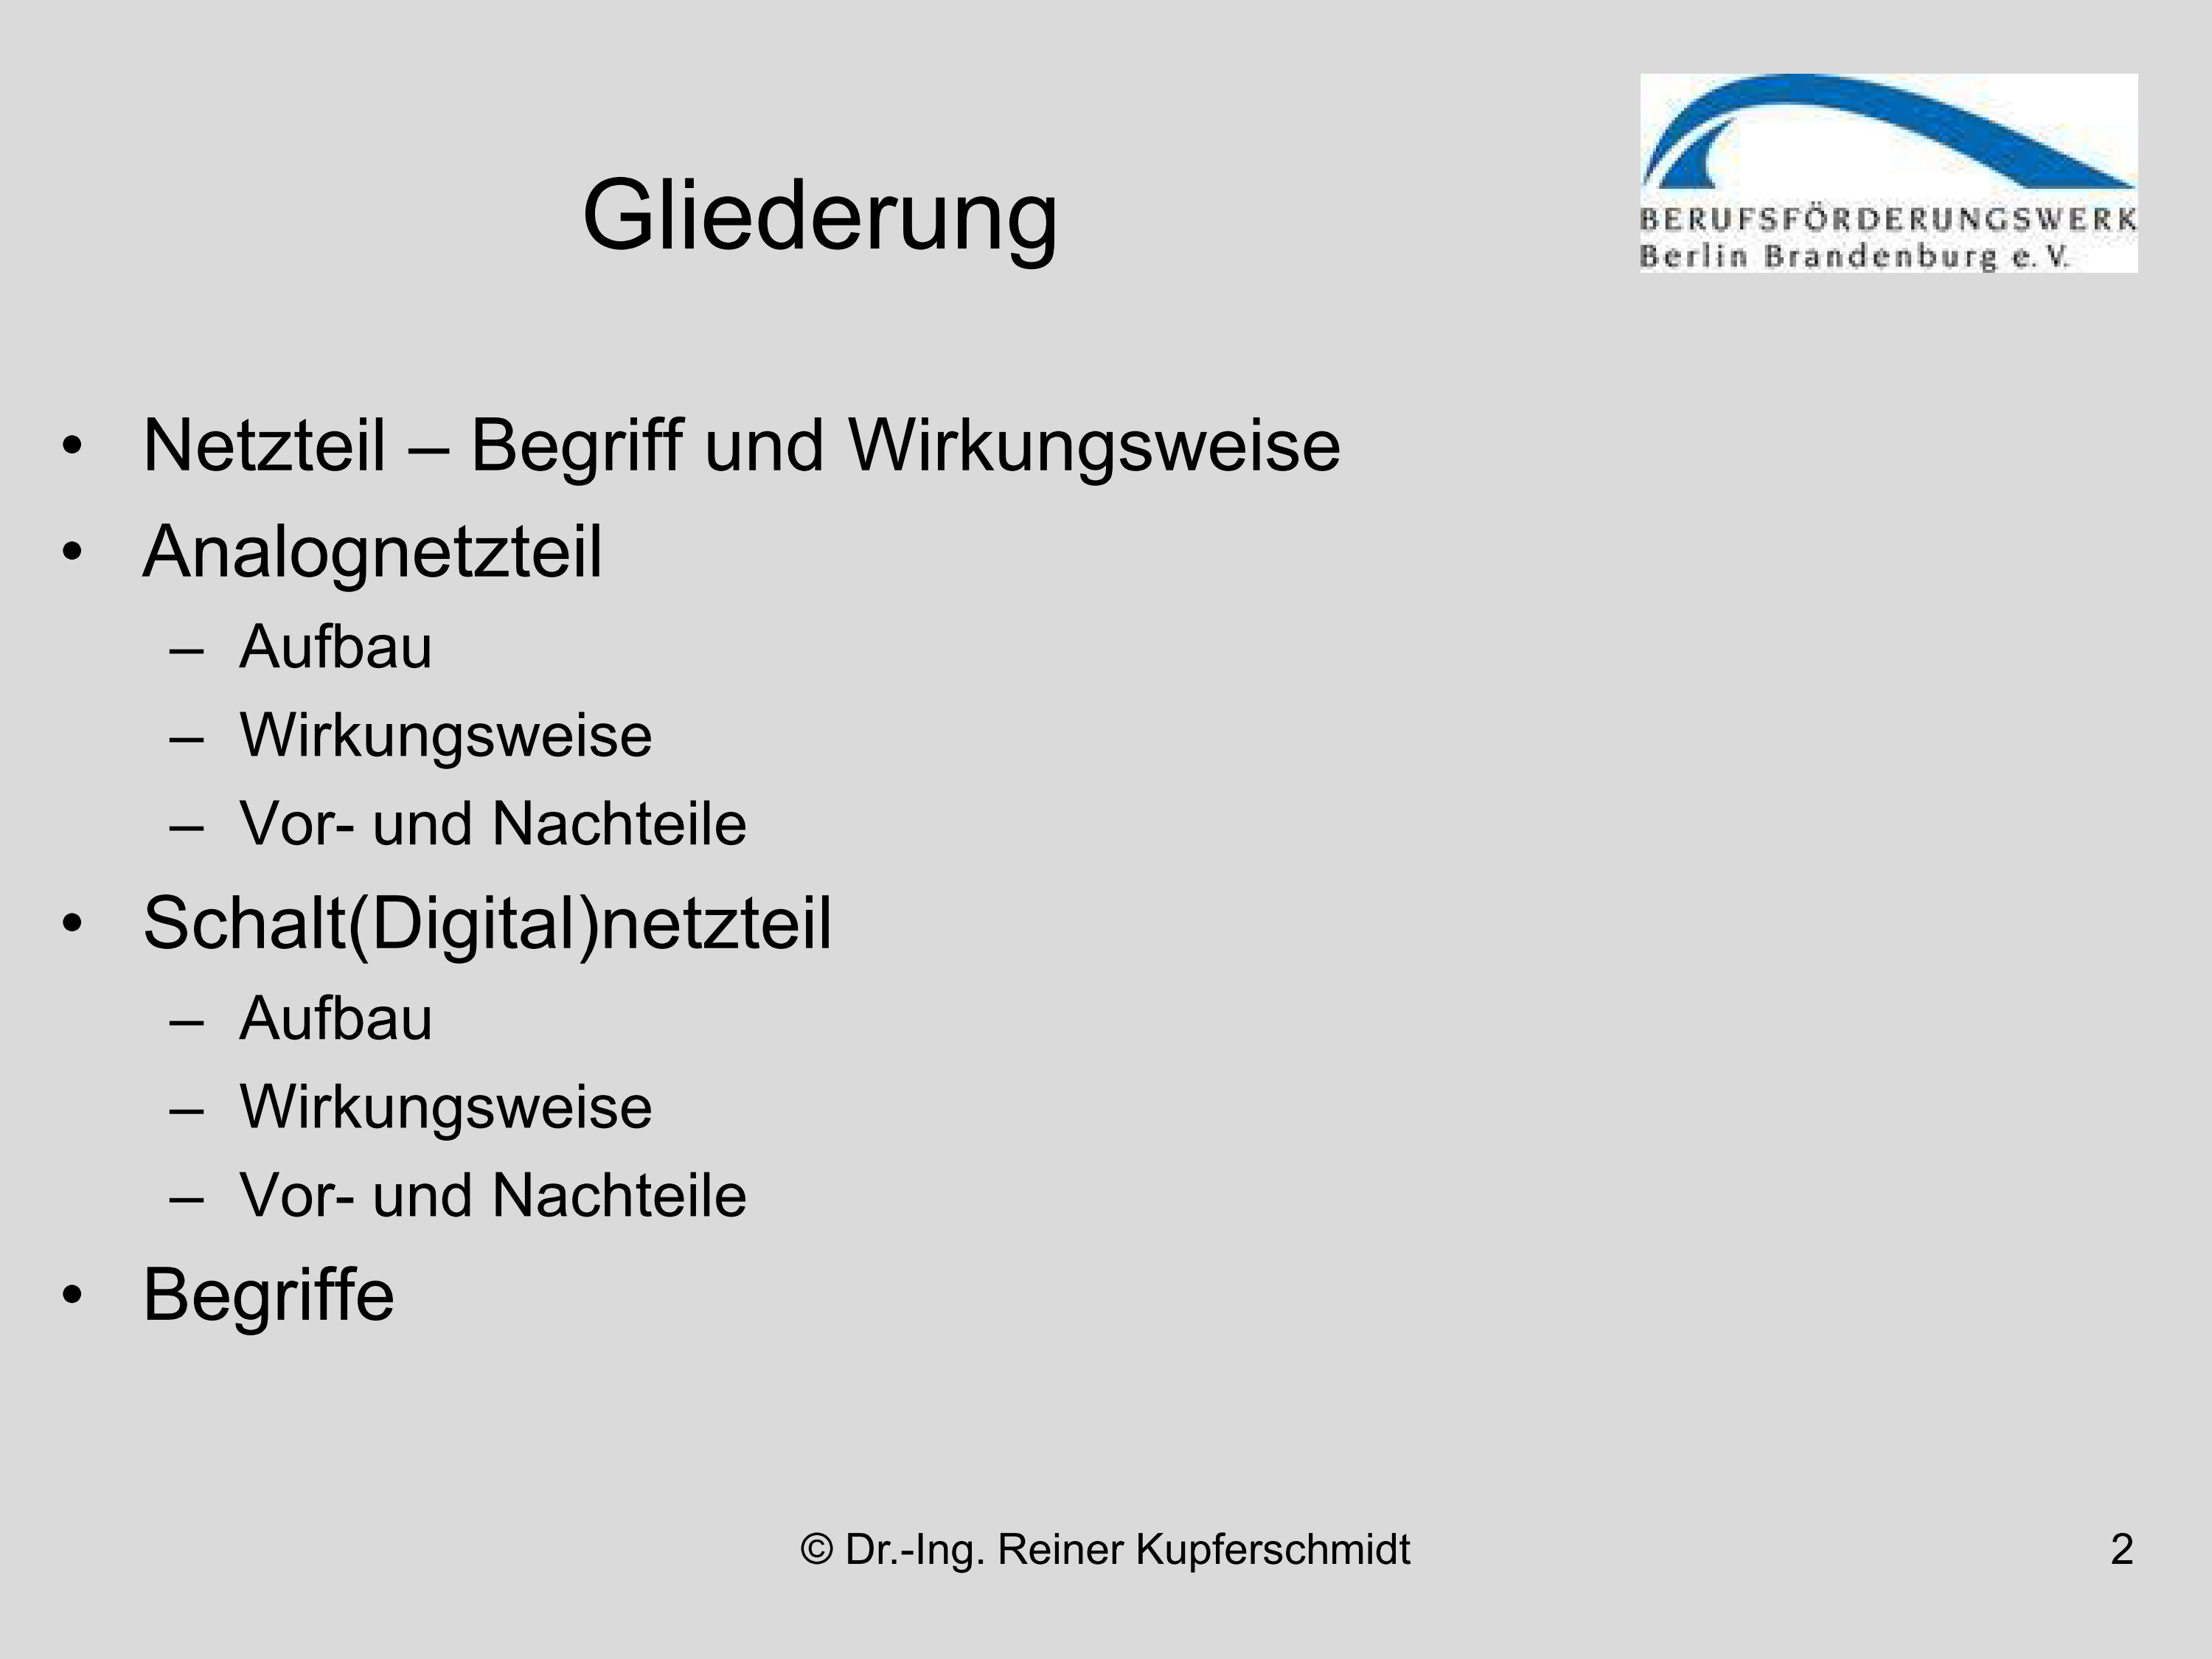 Gliederung
BERUFSFÖRDERUNGSWERK
Berlin Brandenburg e. V.
• Netzteil – Begriff und Wirkungsweise
• Analognetzteil
– Aufbau
– Wirkungsweise
– Vor- und Nachteile
• Schalt(Digital)netzteil
– Aufbau
– Wirkungsweise
– Vor- und Nachteile
• Begriffe
© Dr.-Ing. Reiner Kupferschmidt
2